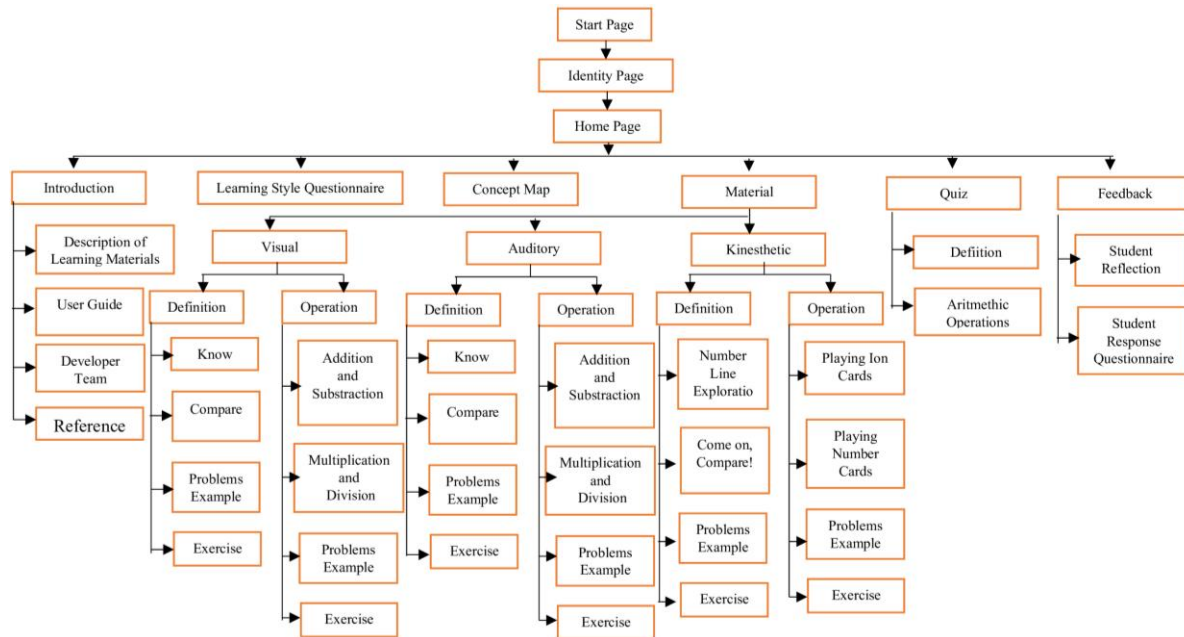 Start Page
Identity Page
Home Page
Introduction
Learning Style Questionnaire
Concept Map
Material
Quiz
Feedback
Description of
Learning Materials
User Guide
Developer
Team
Reference
Visual
Auditory
Kinesthetic
Definition
Know
Compare
Problems
Example
Exercise
Operation
Addition
and
Substraction
Multiplication
and
Division
Problems
Example
Exercise
Definition
Know
Compare
Problems
Example
Exercise
Operation
Addition
and
Substraction
Multiplication
and
Division
Problems
Example
Exercise
Definition
Number
Line
Exploratio
Come on,
Compare!
Problems
Example
Exercise
Operation
Playing Ion
Cards
Playing
Number
Cards
Problems
Example
Exercise
Defiition
Aritmethic
Operations
Student
Reflection
Student
Response
Questionnaire